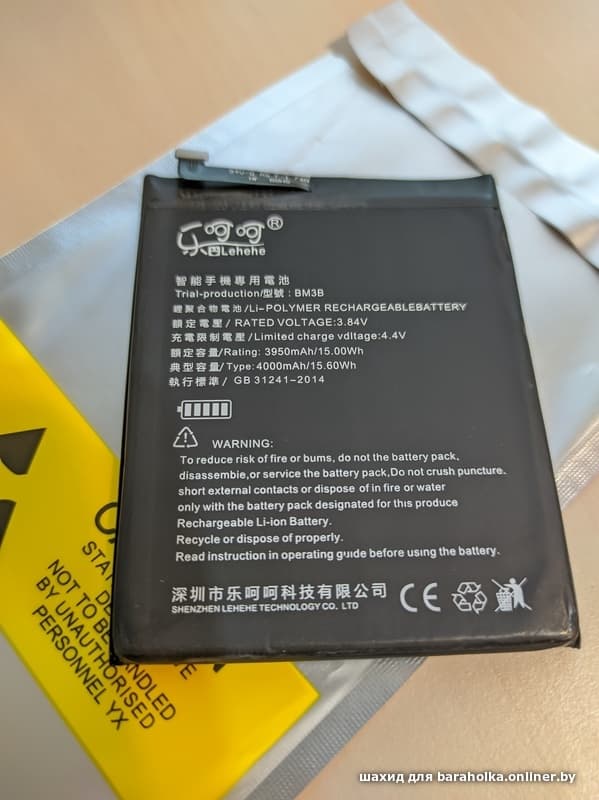 乐呵呵®
巴Lehehe
智能手機專用電池
Trial-production/型號：BM3B
鋰聚合物電池/Li-POLYMER RECHARGEABLEBATTERY
額定電壓/ RATED VOLTAGE:3.84V
充電限制電壓/Limited charge vdltage:4.4V
額定容量/Rating: 3950mAh/15.00Wh
典型容量/Type: 4000mAh/15.60Wh
執行標準/ GB 31241-2014
WARNING:
To reduce risk of fire or bums, do not the battery pack,
disassembie,or service the battery pack,Do not crush puncture.
short external contacts or dispose of in fire or water
only with the battery pack designated for this produce
Rechargeable Li-ion Battery.
Recycle or dispose of properly.
Read instruction in operating guide before using the battery.
深圳市乐呵呵科技有限公司
SHENZHEN LEHEHE TECHNOLOGY CO. LTD
CE
NOT TO BE HANDLED
BY UNAUTHORISED
PERSONNEL YX
шахид для baraholka.onliner.by